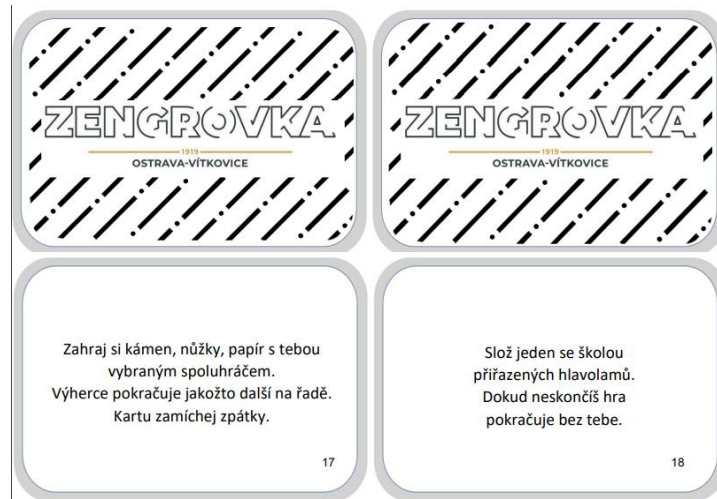 ZENGROVKA
1919
OSTRAVA-VÍTKOVICE
ZENGROVKA
1919
OSTRAVA-VÍTKOVICE
Zahraj si kámen, nůžky, papír s tebou
vybraným spoluhráčem.
Výherce pokračuje jakožto další na řadě.
Kartu zamíchej zpátky.
17
Slož jeden se školou
přiřazených hlavolamů.
Dokud neskončíš hra
pokračuje bez tebe.
18